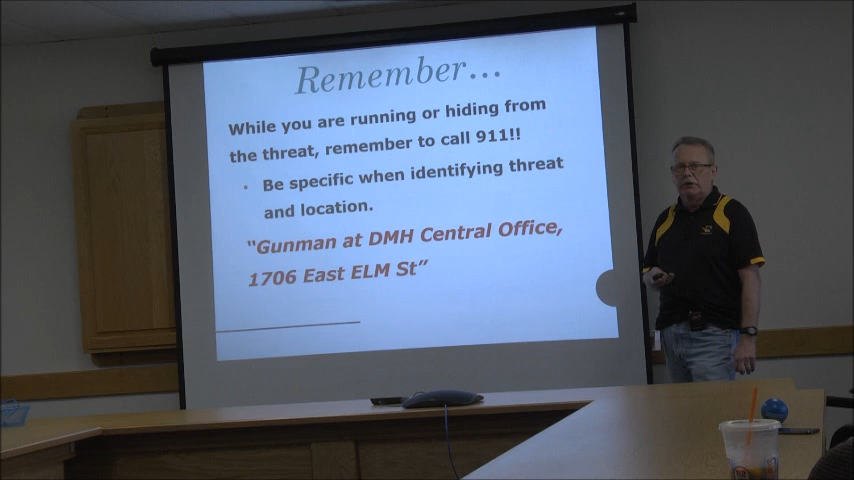 Remember...
While you are running or hiding from
the threat, remember to call 911!!
• Be specific when identifying threat
and location.
“Gunman at DMH Central Office,
1706 East ELM St”